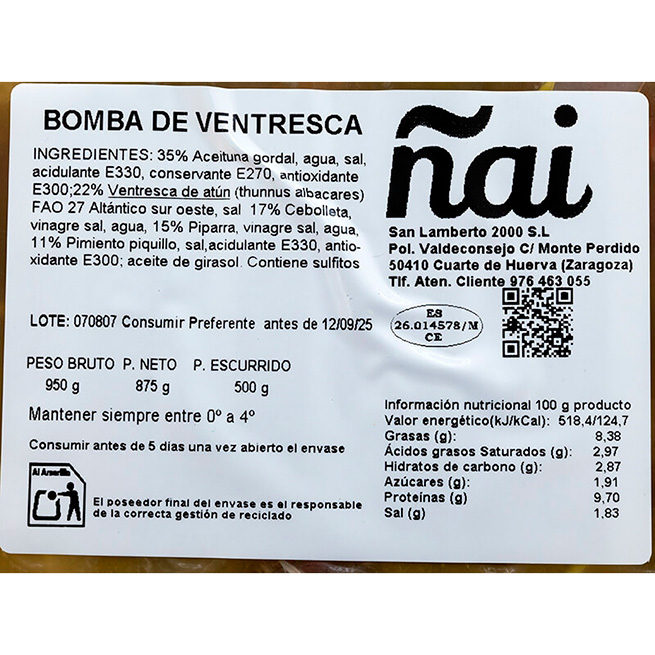 BOMBA DE VENTRESCA
INGREDIENTES: 35% Aceituna gordal, agua, sal,
acidulante E330, conservante E270, antioxidante
E300;22% Ventresca de atún (thunnus albacares)
FAO 27 Altántico sur oeste, sal 17% Cebolleta,
vinagre sal, agua, 15% Piparra, vinagre sal, agua,
11% Pimiento piquillo, sal,acidulante E330, antio-
xidante E300; aceite de girasol. Contiene sulfitos
LOTE: 070807 Consumir Preferente antes de 12/09/25
PESO BRUTO P. NETO P. ESCURRIDO
950 g 875 g 500 g
Mantener siempre entre 0º a 4º
Consumir antes de 5 días una vez abierto el envase
Al Amarillo
El poseedor final del envase es el responsable
de la correcta gestión de reciclado
ñai
San Lamberto 2000 S.L
Pol. Valdeconsejo C/ Monte Perdido
50410 Cuarte de Huerva (Zaragoza)
Tlf. Aten. Cliente 976 463 055
ES
26.014578/M
CE
Información nutricional 100 g producto
Valor energético(kJ/kCal): 518,4/124,7
Grasas (g): 8,38
Ácidos grasos Saturados (g): 2,97
Hidratos de carbono (g): 2,87
Azúcares (g): 1,91
Proteínas (g) 9,70
Sal (g) 1,83